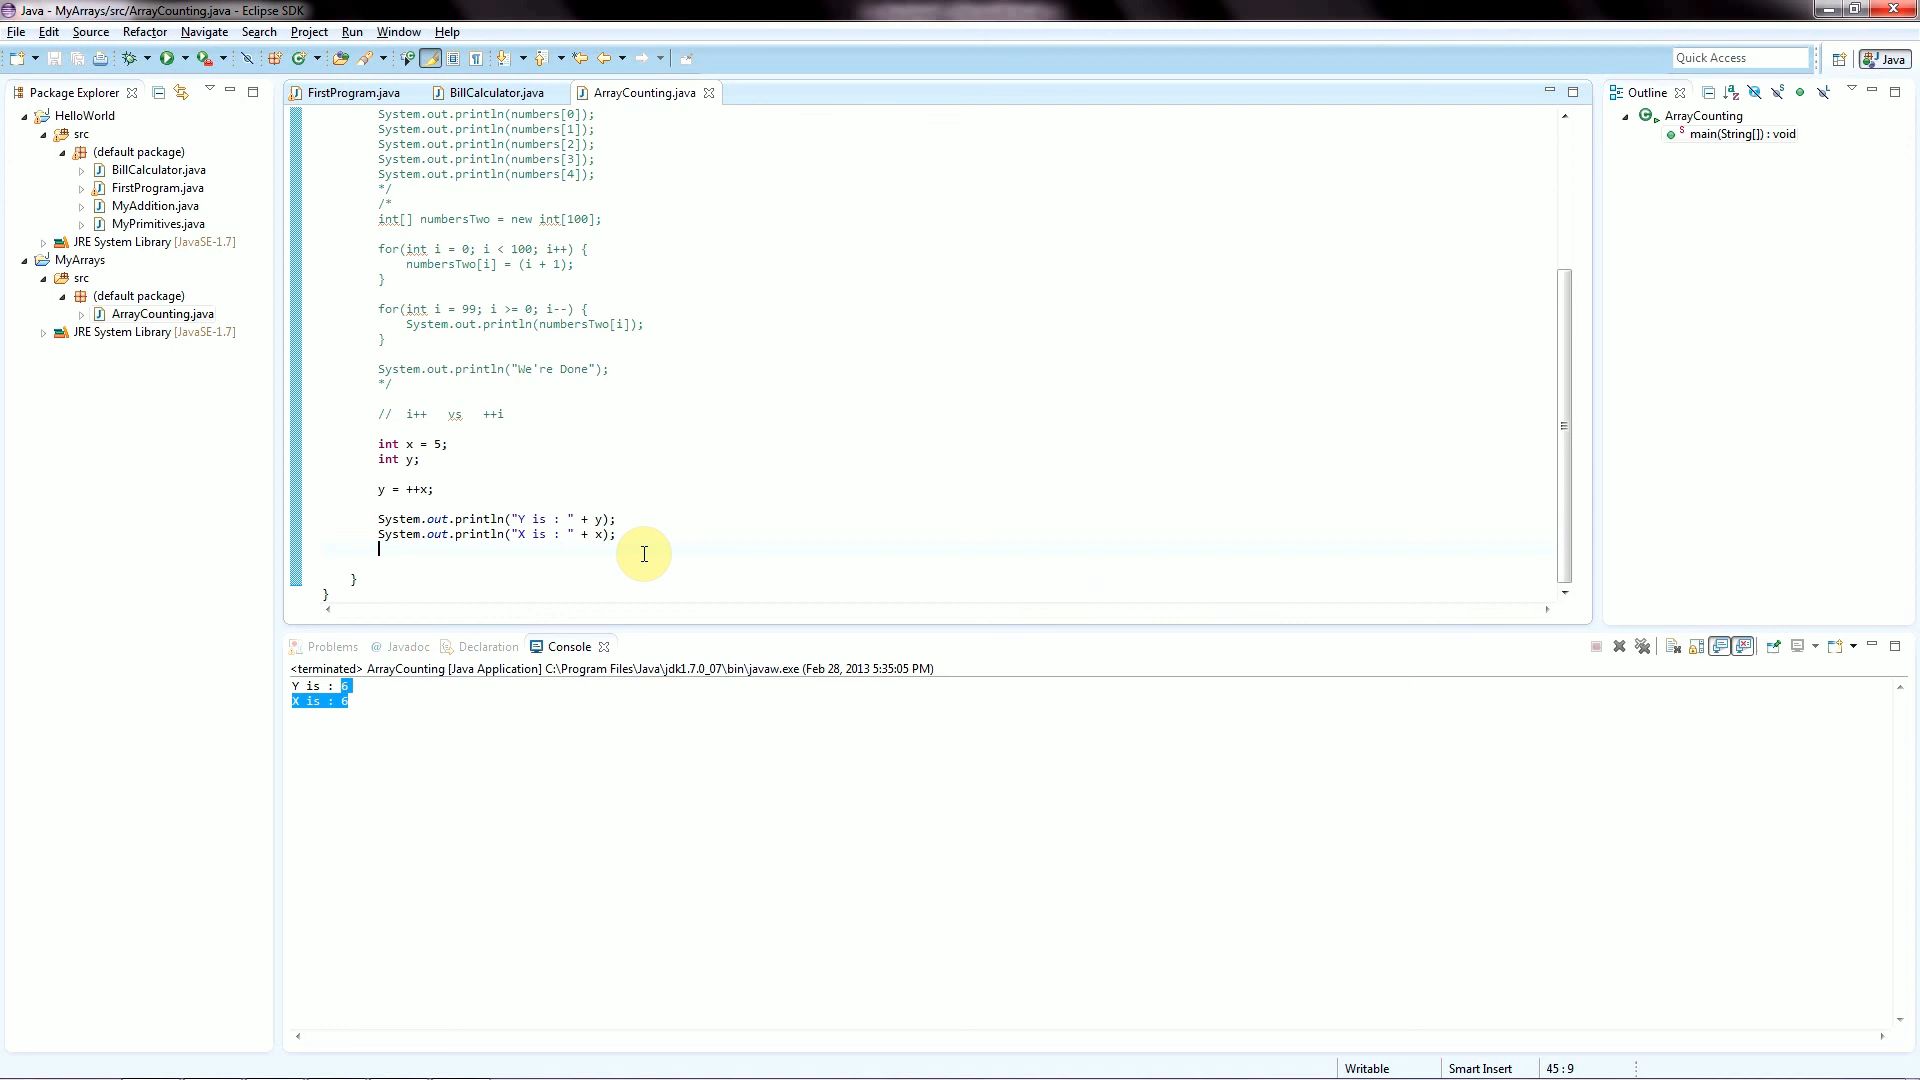 Java - MyArrays/src/ArrayCounting.java - Eclipse SDK
File Edit Source Refactor Navigate Search Project Run Window Help
Quick Access
Java
Package Explorer
HelloWorld
src
(default package)
BillCalculator.java
FirstProgram.java
MyAddition.java
MyPrimitives.java
JRE System Library [JavaSE-1.7]
MyArrays
src
(default package)
ArrayCounting.java
JRE System Library [JavaSE-1.7]
FirstProgram.java BillCalculator.java ArrayCounting.java
System.out.println(numbers[0]);
System.out.println(numbers[1]);
System.out.println(numbers[2]);
System.out.println(numbers[3]);
System.out.println(numbers[4]);
*/
/*
int[] numbersTwo = new int[100];
for(int i = 0; i < 100; i++) {
numbersTwo[i] = (i + 1);
}
for(int i = 99; i >= 0; i--) {
System.out.println(numbersTwo[i]);
}
System.out.println("We're Done");
*/
// i++ vs ++i
int x = 5;
int y;
y = ++x;
System.out.println("Y is : " + y);
System.out.println("X is : " + x);
}
}
Outline
ArrayCounting
main(String[]) : void
Problems @ Javadoc Declaration Console
<terminated> ArrayCounting [Java Application] C:\Program Files\Java\jdk1.7.0_07\bin\javaw.exe (Feb 28, 2013 5:35:05 PM)
Y is : 6
X is : 6
Writable Smart Insert 45 : 9